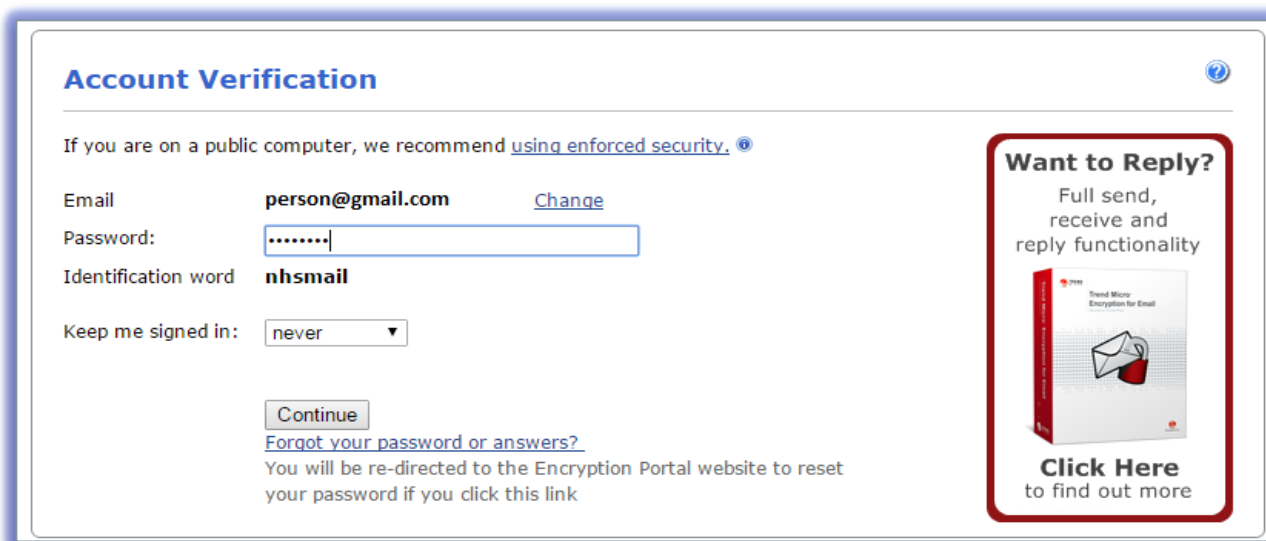 Account Verification
If you are on a public computer, we recommend using enforced security.
Email person@gmail.com Change
Password: ••••••••
Identification word nhsmail
Keep me signed in: never
Continue
Forgot your password or answers?
You will be re-directed to the Encryption Portal website to reset
your password if you click this link
Want to Reply?
Full send,
receive and
reply functionality
Trend Micro
Encryption for Email
Click Here
to find out more